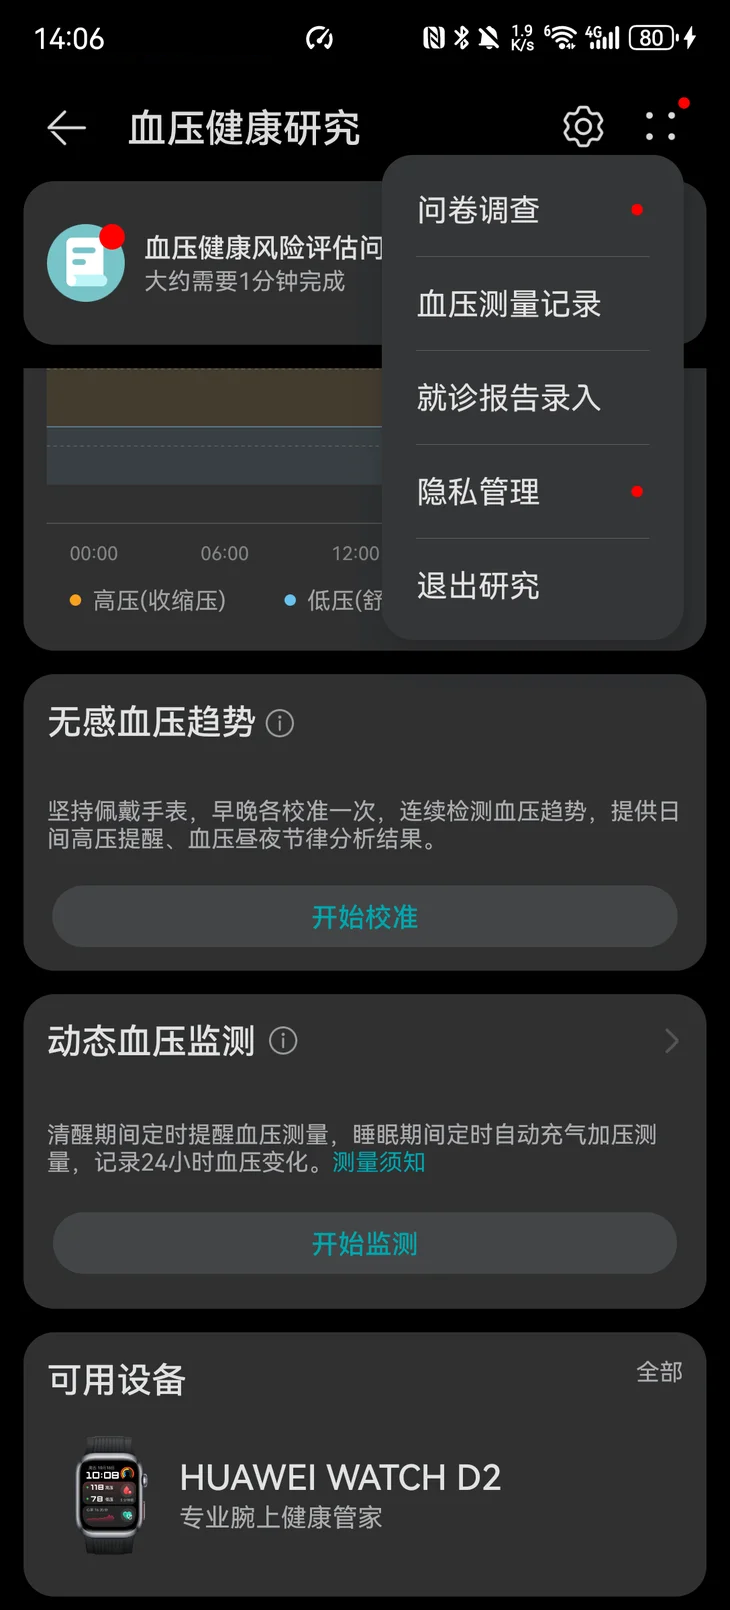 14:06
1.9 K/s
6
4G
80
血压健康研究
问卷调查
血压测量记录
就诊报告录入
隐私管理
退出研究
血压健康风险评估问
大约需要1分钟完成
00:00 06:00 12:00
高压(收缩压) 低压(舒
无感血压趋势
坚持佩戴手表，早晚各校准一次，连续检测血压趋势，提供日
间高压提醒、血压昼夜节律分析结果。
开始校准
动态血压监测
清醒期间定时提醒血压测量，睡眠期间定时自动充气加压测
量，记录24小时血压变化。测量须知
开始监测
可用设备 全部
10:08
118
78
HUAWEI WATCH D2
专业腕上健康管家